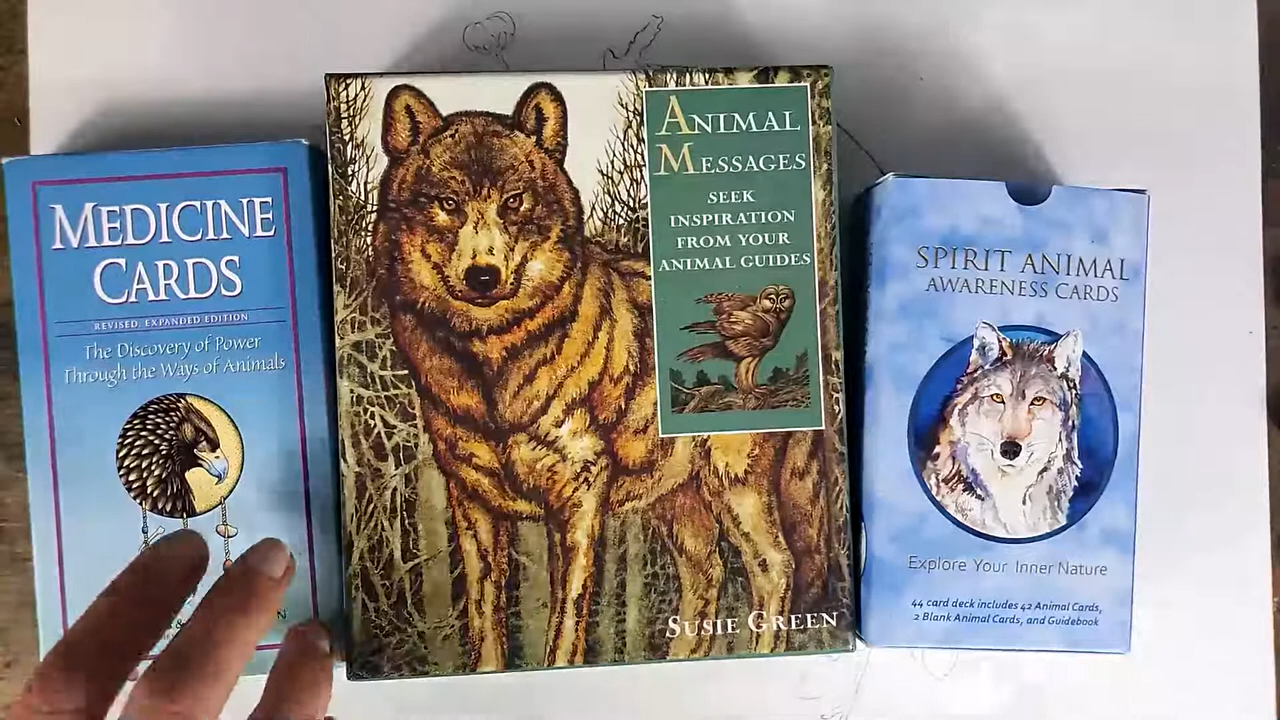 MEDICINE
CARDS
REVISED, EXPANDED EDITION
The Discovery of Power
Through the Ways of Animals
ANIMAL
MESSAGES
SEEK
INSPIRATION
FROM YOUR
ANIMAL GUIDES
SUSIE GREEN
SPIRIT ANIMAL
AWARENESS CARDS
Explore Your Inner Nature
44 card deck includes 42 Animal Cards,
2 Blank Animal Cards, and Guidebook